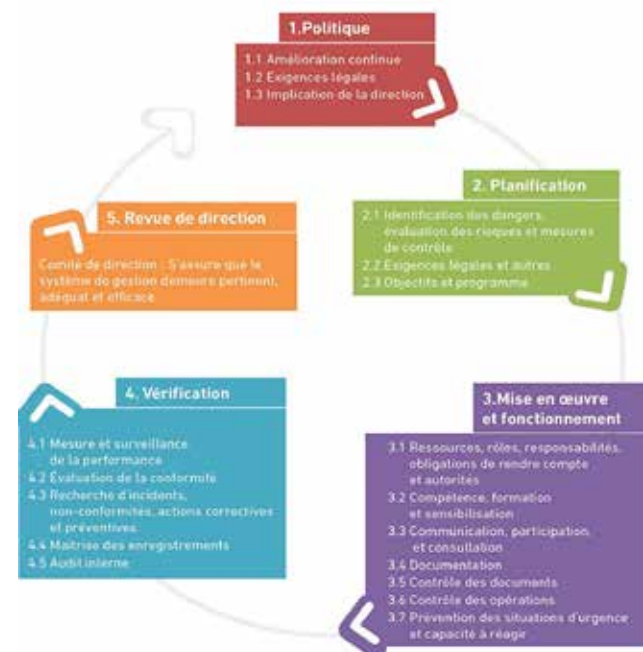 1.Politique
1.1 Amélioration continue
1.2 Exigences légales
1.3 Implication de la direction
2. Planification
2.1 Identification des dangers,
évaluation des risques et mesures
de contrôle
2.2 Exigences légales et autres
2.3 Objectifs et programme
3.Mise en œuvre
et fonctionnement
3.1 Ressources, rôles, responsabilités,
obligations de rendre compte
et autorités
3.2 Compétence, formation
et sensibilisation
3.3 Communication, participation,
et consultation
3.4 Documentation
3.5 Contrôle des documents
3.6 Contrôle des opérations
3.7 Prévention des situations d'urgence
et capacité à réagir
4. Vérification
4.1 Mesure et surveillance
de la performance
4.2 Évaluation de la conformité
4.3 Recherche d'incidents,
non-conformités, actions correctives
et préventives
4.4 Maîtrise des enregistrements
4.5 Audit interne
5. Revue de direction
Comité de direction : S'assure que le
système de gestion demeure pertinent,
adéquat et efficace